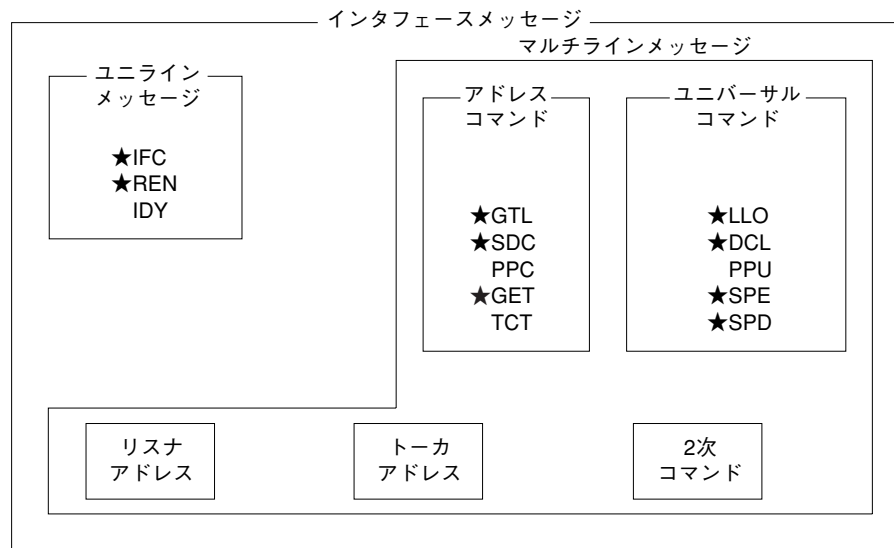 インタフェースメッセージ
マルチラインメッセージ
ユニライン
メッセージ
★IFC
★REN
IDY
アドレス
コマンド
★GTL
★SDC
PPC
★GET
TCT
ユニバーサル
コマンド
★LLO
★DCL
PPU
★SPE
★SPD
リスナ
アドレス
トーカ
アドレス
2次
コマンド